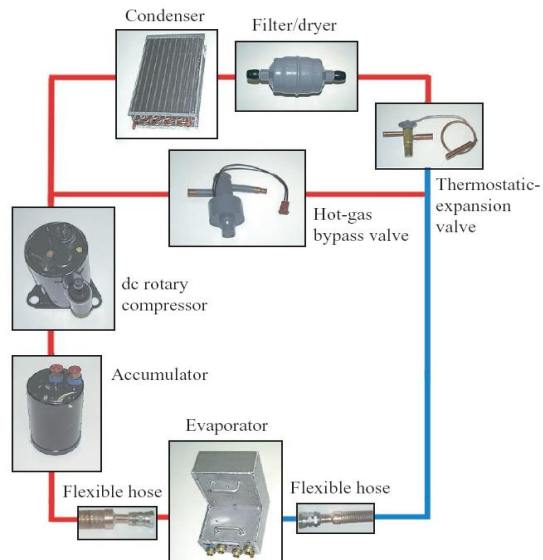 Condenser
Filter/dryer
Thermostatic-
expansion
valve
Hot-gas
bypass valve
dc rotary
compressor
Accumulator
Evaporator
Flexible hose
Flexible hose